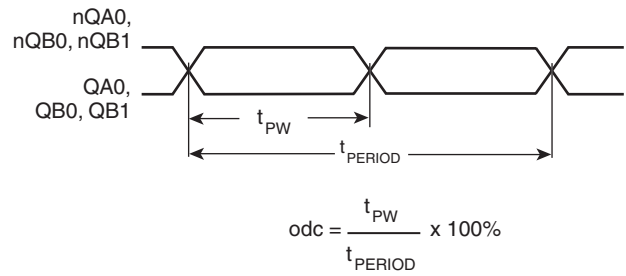 nQA0,
nQB0, nQB1
QA0,
QB0, QB1
tPW
tPERIOD
odc = tPW / tPERIOD x 100%